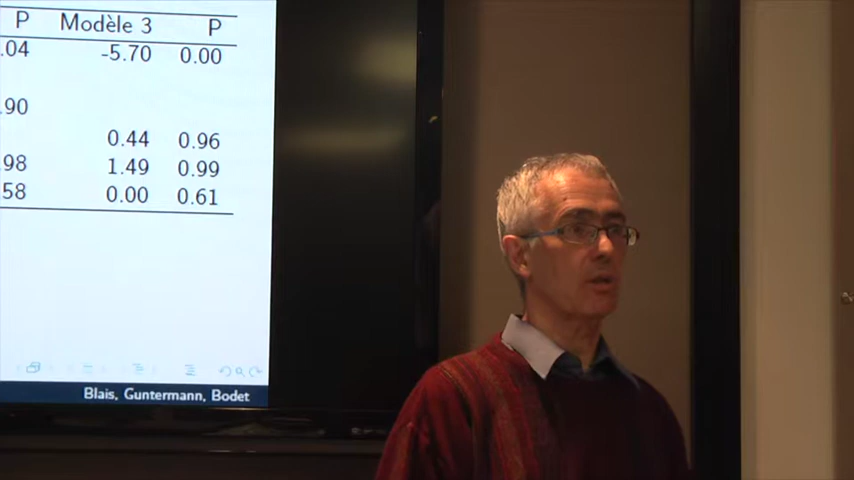 P Modèle 3 P
.04 -5.70 0.00
.90
0.44 0.96
.98 1.49 0.99
.58 0.00 0.61
Blais, Guntermann, Bodet